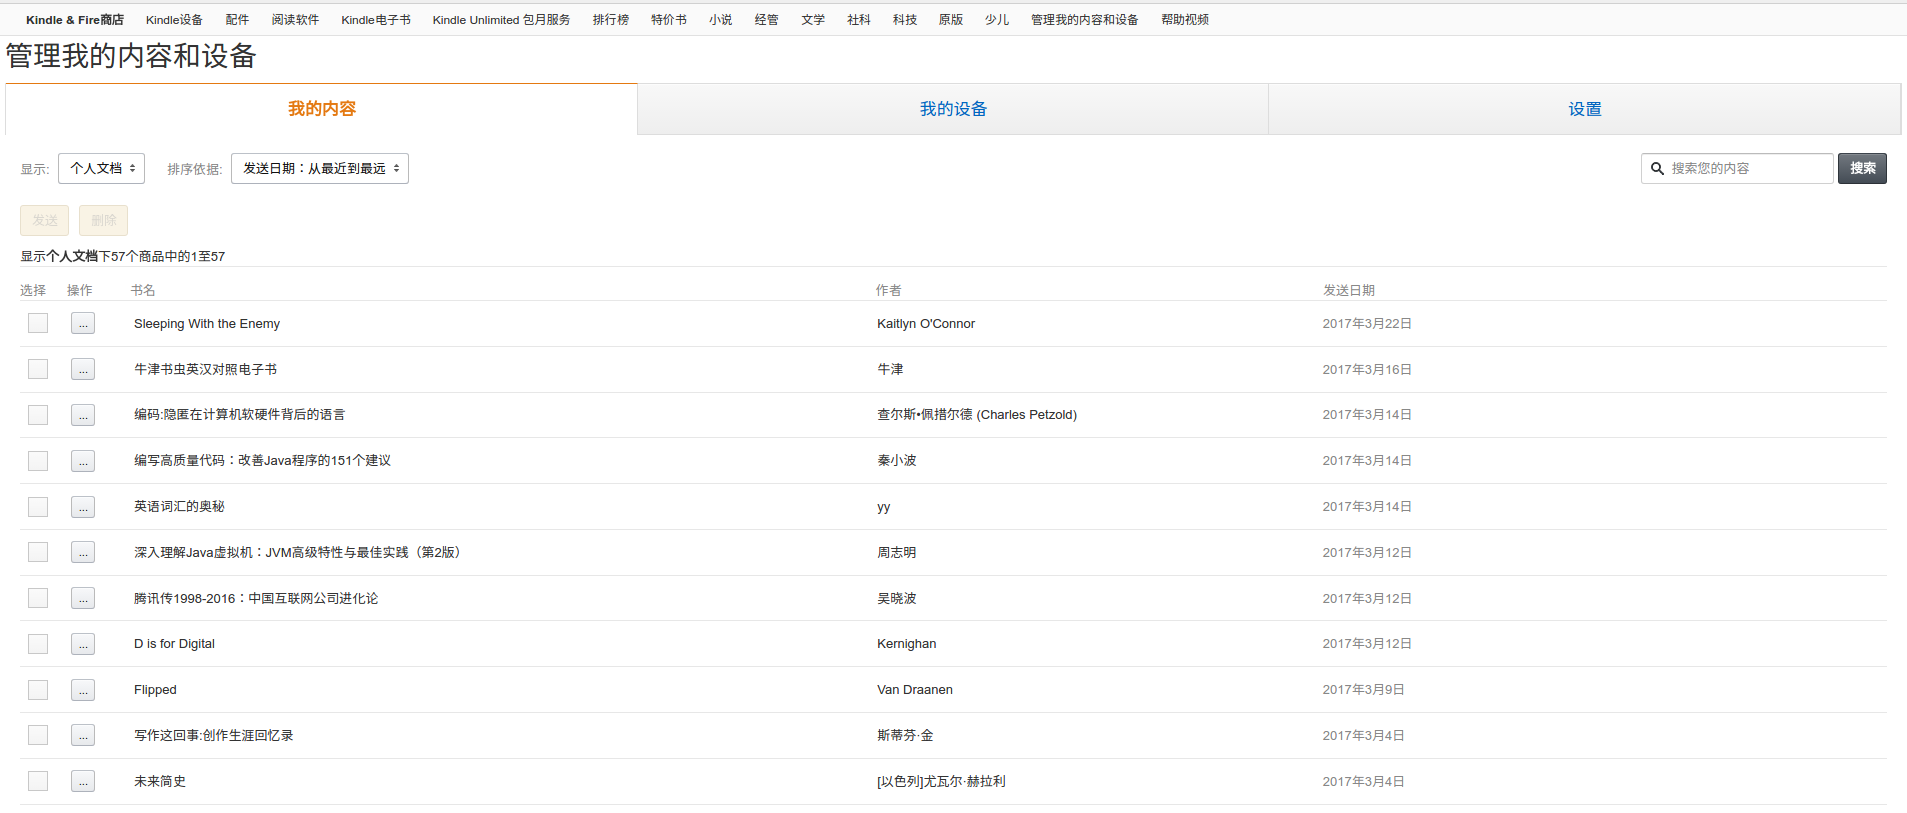 Kindle & Fire商店 Kindle设备 配件 阅读软件 Kindle电子书 Kindle Unlimited 包月服务 排行榜 特价书 小说 经管 文学 社科 科技 原版 少儿 管理我的内容和设备 帮助视频
管理我的内容和设备
我的内容 我的设备 设置
显示: 个人文档 排序依据: 发送日期：从最近到最远 搜索您的内容 搜索
发送 删除
显示个人文档下57个商品中的1至57
选择 操作 书名 作者 发送日期
... Sleeping With the Enemy Kaitlyn O'Connor 2017年3月22日
... 牛津书虫英汉对照电子书 牛津 2017年3月16日
... 编码:隐匿在计算机软硬件背后的语言 查尔斯•佩措尔德 (Charles Petzold) 2017年3月14日
... 编写高质量代码：改善Java程序的151个建议 秦小波 2017年3月14日
... 英语词汇的奥秘 yy 2017年3月14日
... 深入理解Java虚拟机：JVM高级特性与最佳实践（第2版） 周志明 2017年3月12日
... 腾讯传1998-2016：中国互联网公司进化论 吴晓波 2017年3月12日
... D is for Digital Kernighan 2017年3月12日
... Flipped Van Draanen 2017年3月9日
... 写作这回事:创作生涯回忆录 斯蒂芬·金 2017年3月4日
... 未来简史 [以色列]尤瓦尔·赫拉利 2017年3月4日